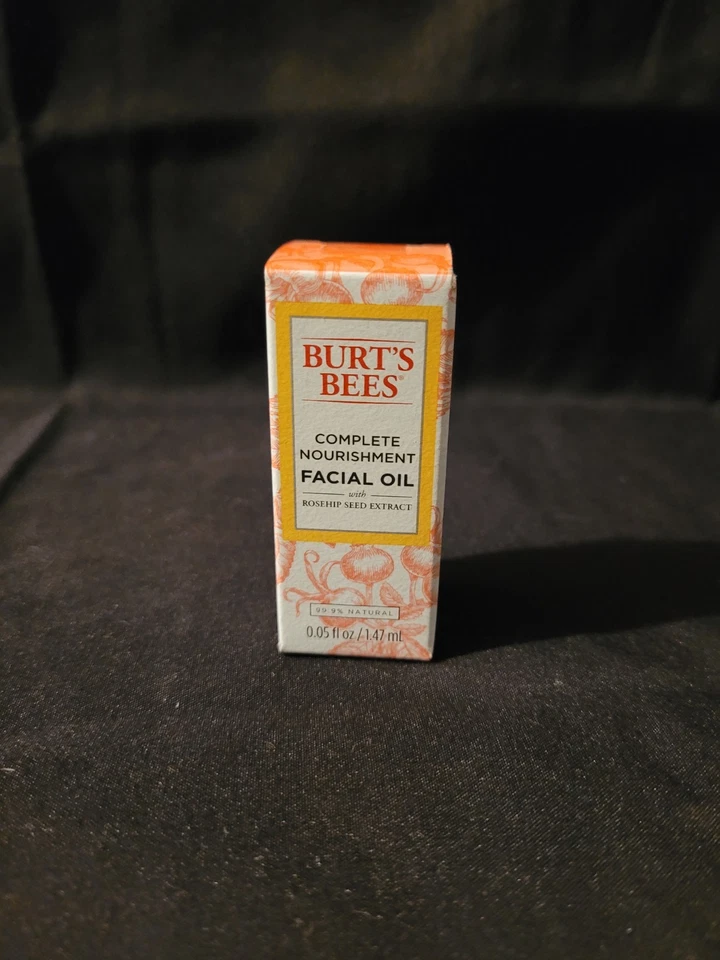 BURT'S
BEES®
COMPLETE
NOURISHMENT
FACIAL OIL
with
ROSEHIP SEED EXTRACT
99.9% NATURAL
0.05 fl oz / 1.47 mL